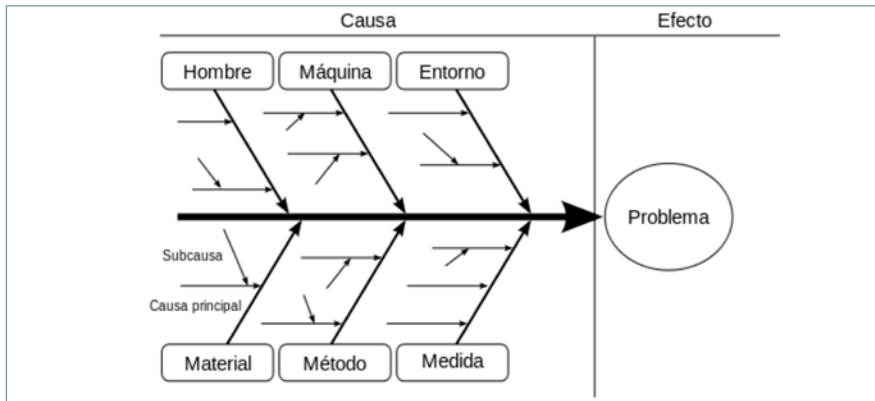 Causa
Efecto
Hombre
Máquina
Entorno
Problema
Subcausa
Causa principal
Material
Método
Medida